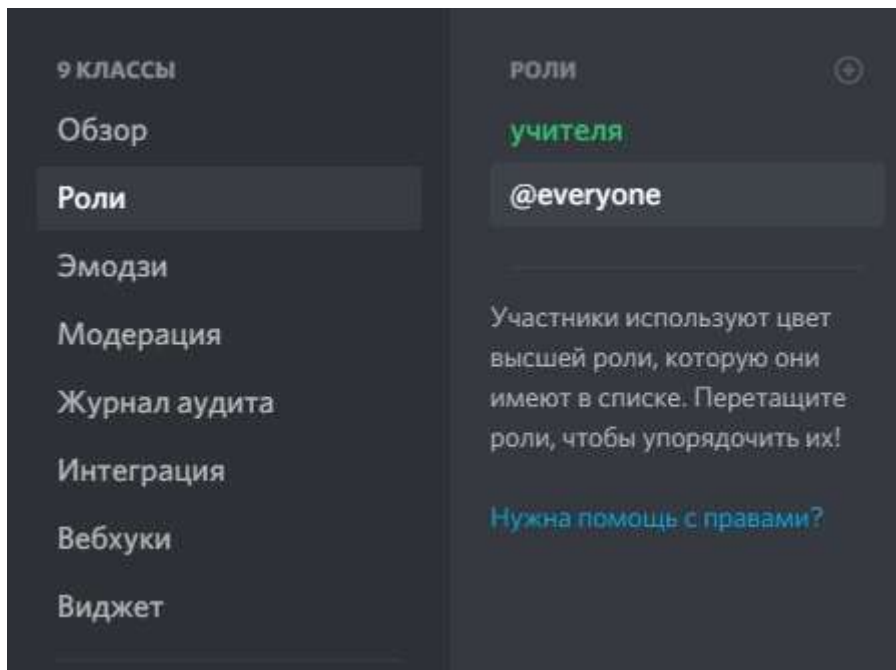 9 КЛАССЫ
Обзор
Роли
Эмодзи
Модерация
Журнал аудита
Интеграция
Вебхуки
Виджет
РОЛИ
учителя
@everyone
Участники используют цвет
высшей роли, которую они
имеют в списке. Перетащите
роли, чтобы упорядочить их!
Нужна помощь с правами?